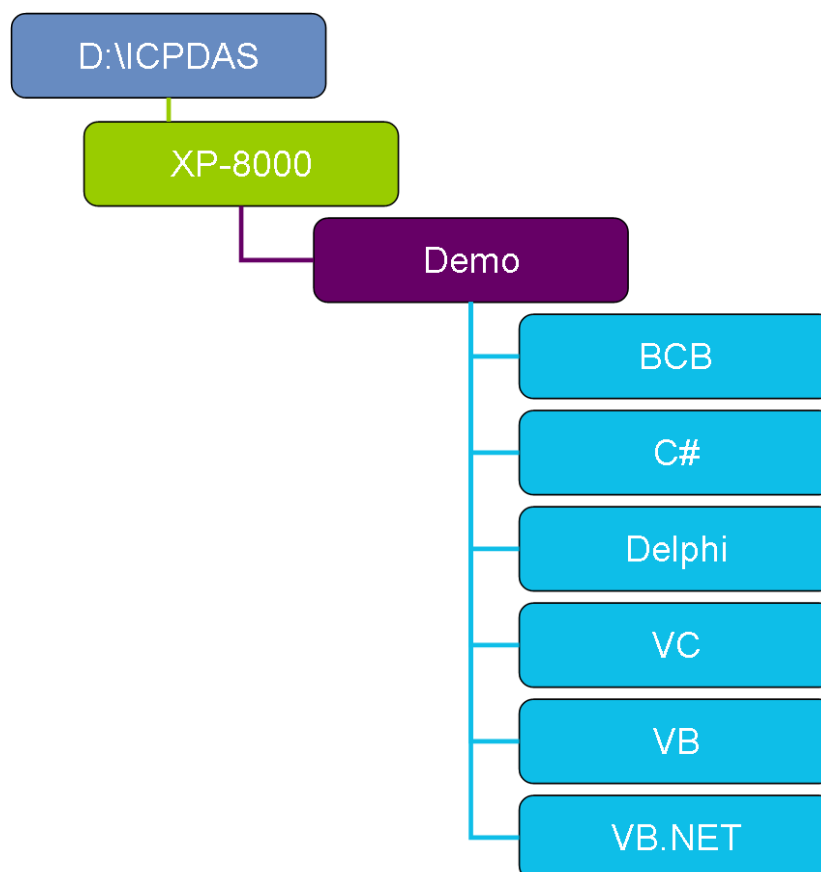 D:\ICPDAS
XP-8000
Demo
BCB
C#
Delphi
VC
VB
VB.NET